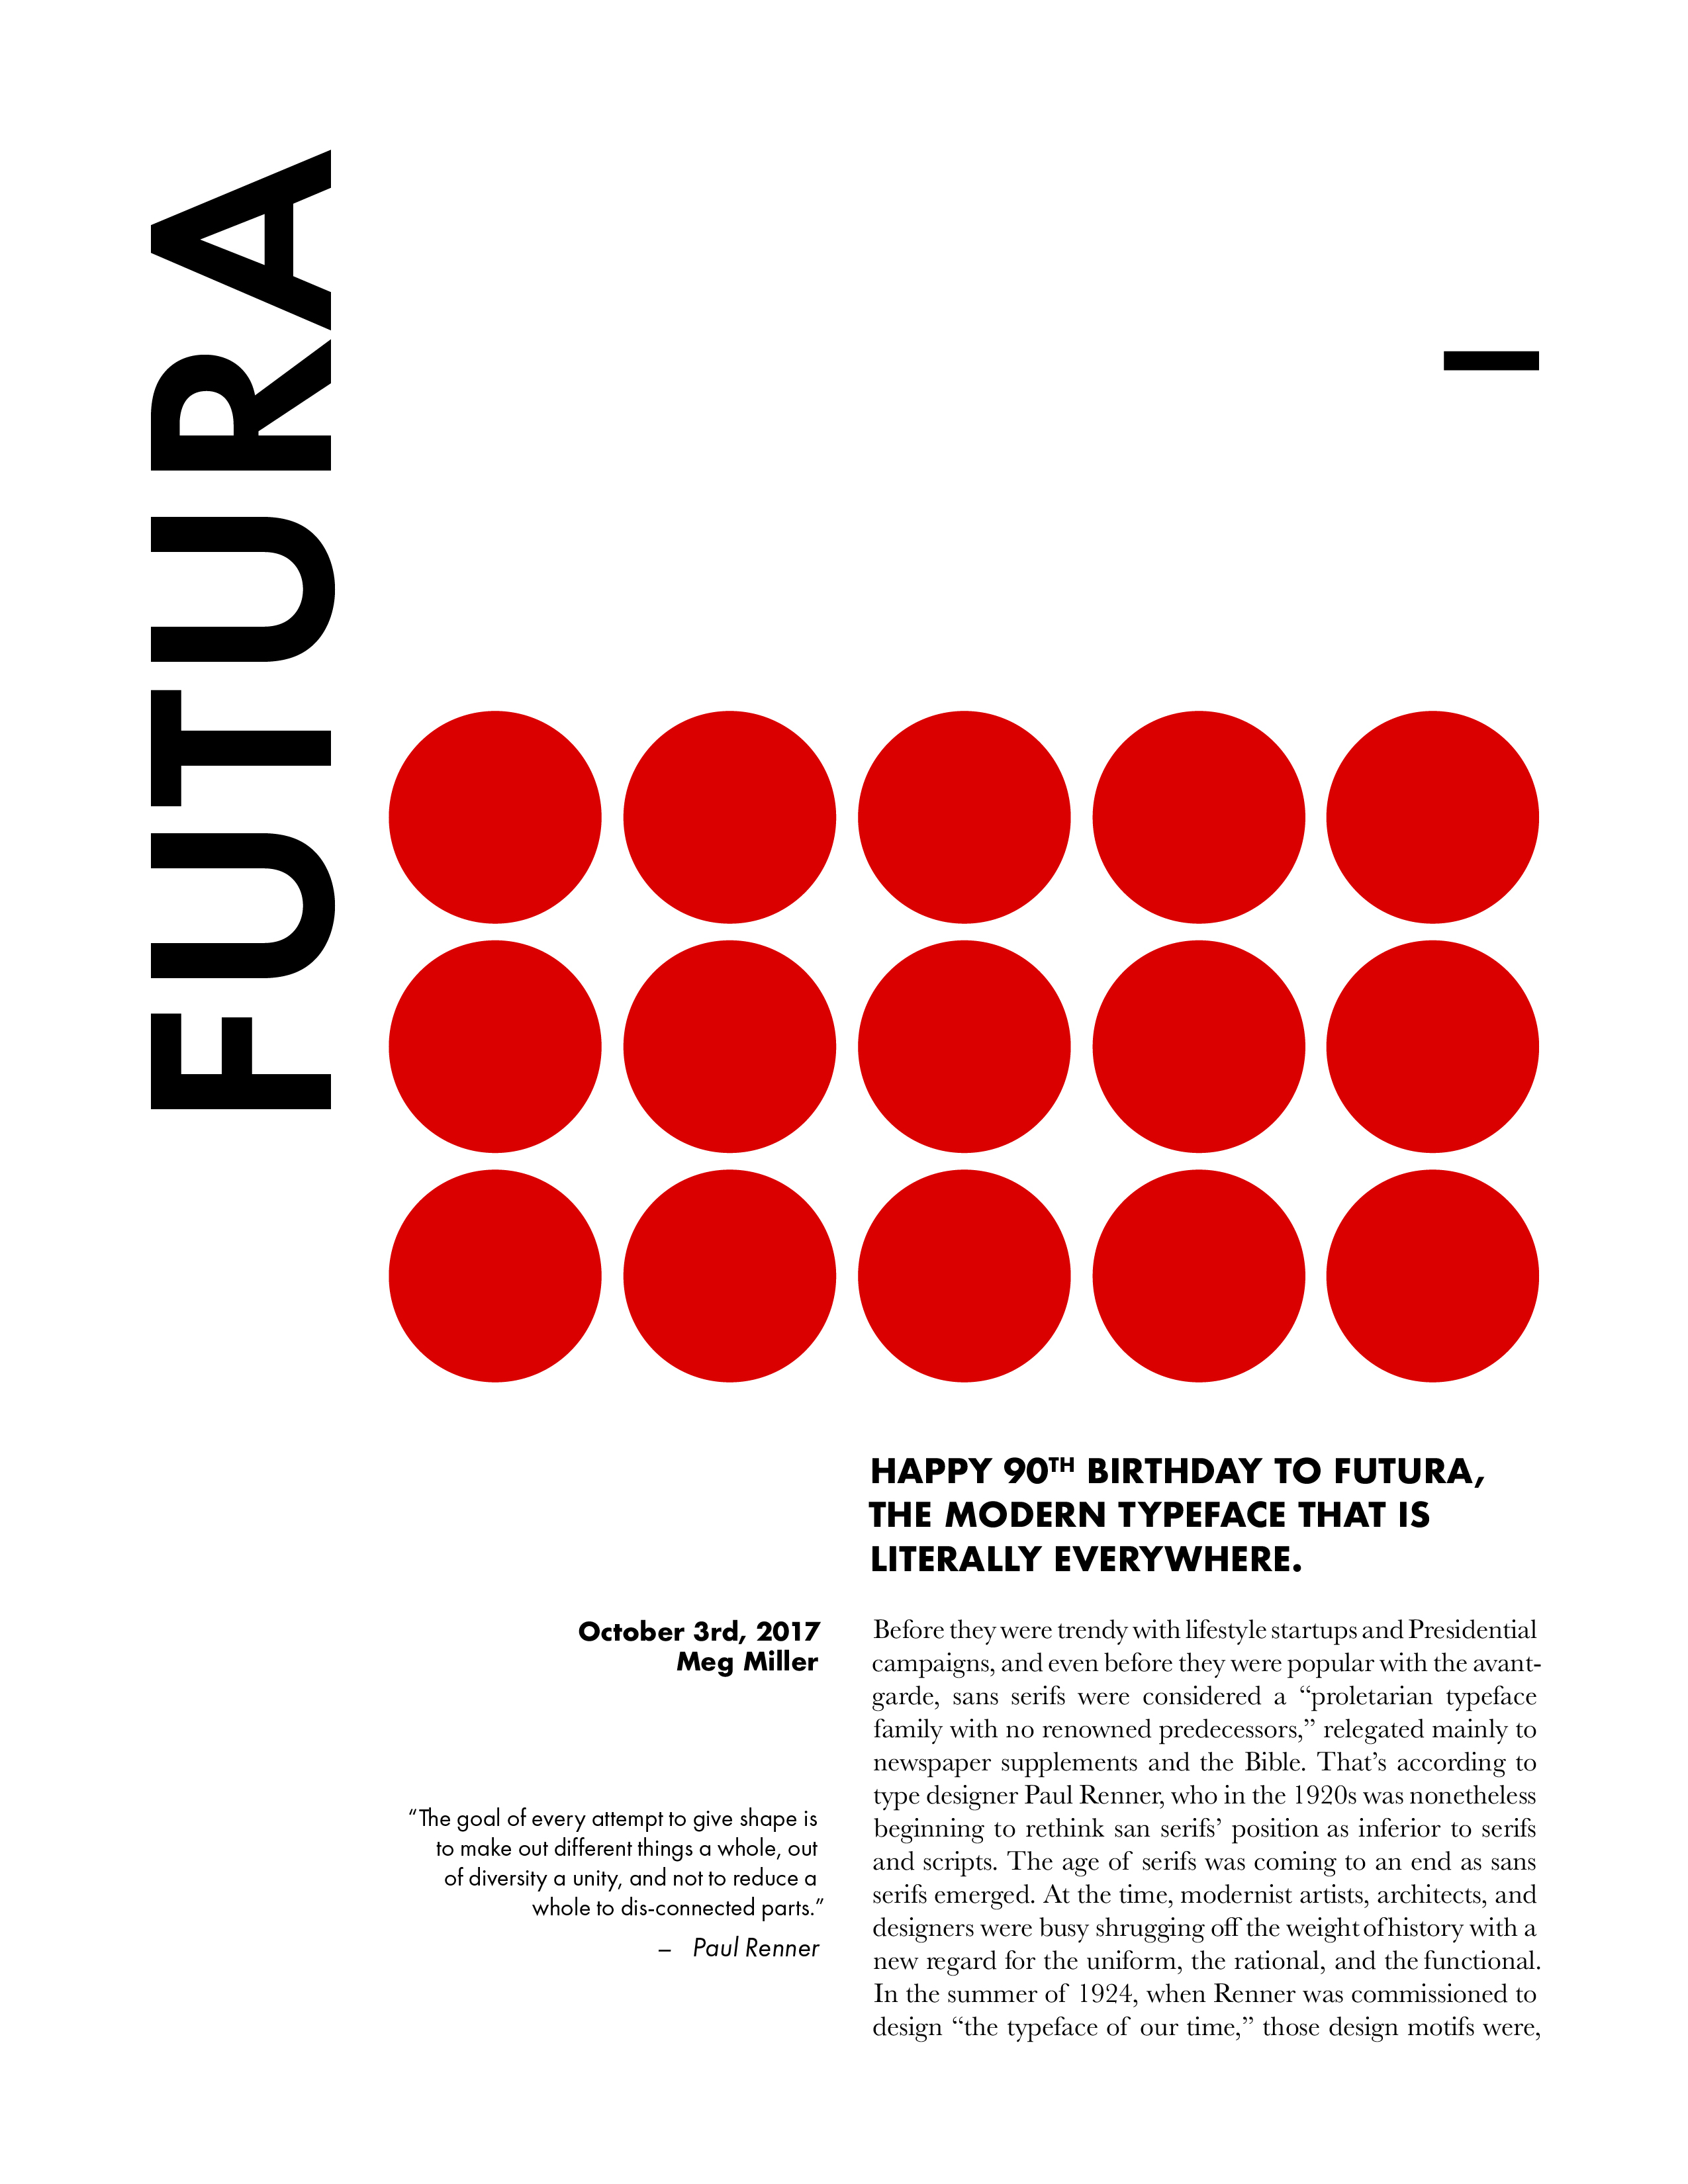 FUTURA
I
HAPPY 90TH BIRTHDAY TO FUTURA,
THE MODERN TYPEFACE THAT IS
LITERALLY EVERYWHERE.
October 3rd, 2017
Meg Miller
“The goal of every attempt to give shape is
to make out different things a whole, out
of diversity a unity, and not to reduce a
whole to dis-connected parts.”
– Paul Renner
Before they were trendy with lifestyle startups and Presidential
campaigns, and even before they were popular with the avant-
garde, sans serifs were considered a “proletarian typeface
family with no renowned predecessors,” relegated mainly to
newspaper supplements and the Bible. That’s according to
type designer Paul Renner, who in the 1920s was nonetheless
beginning to rethink san serifs’ position as inferior to serifs
and scripts. The age of serifs was coming to an end as sans
serifs emerged. At the time, modernist artists, architects, and
designers were busy shrugging off the weight of history with a
new regard for the uniform, the rational, and the functional.
In the summer of 1924, when Renner was commissioned to
design “the typeface of our time,” those design motifs were,